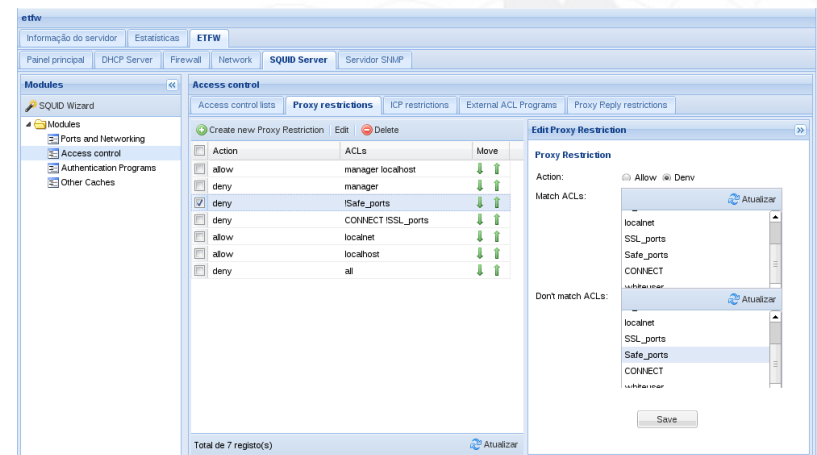 etfw
Informação do servidor Estatísticas ETFW
Painel principal DHCP Server Firewall Network SQUID Server Servidor SNMP
Modules
SQUID Wizard
Modules
Ports and Networking
Access control
Authentication Programs
Other Caches
Access control
Access control lists Proxy restrictions ICP restrictions External ACL Programs Proxy Reply restrictions
Create new Proxy Restriction Edit Delete
Action ACLs Move
allow manager localhost
deny manager
deny !Safe_ports
deny CONNECT !SSL_ports
allow localnet
allow localhost
deny all
Total de 7 registo(s) Atualizar
Edit Proxy Restriction
Proxy Restriction
Action: Allow Deny
Match ACLs: Atualizar
localnet
SSL_ports
Safe_ports
CONNECT
whiteuser
Don't match ACLs: Atualizar
localnet
SSL_ports
Safe_ports
CONNECT
whiteuser
Save